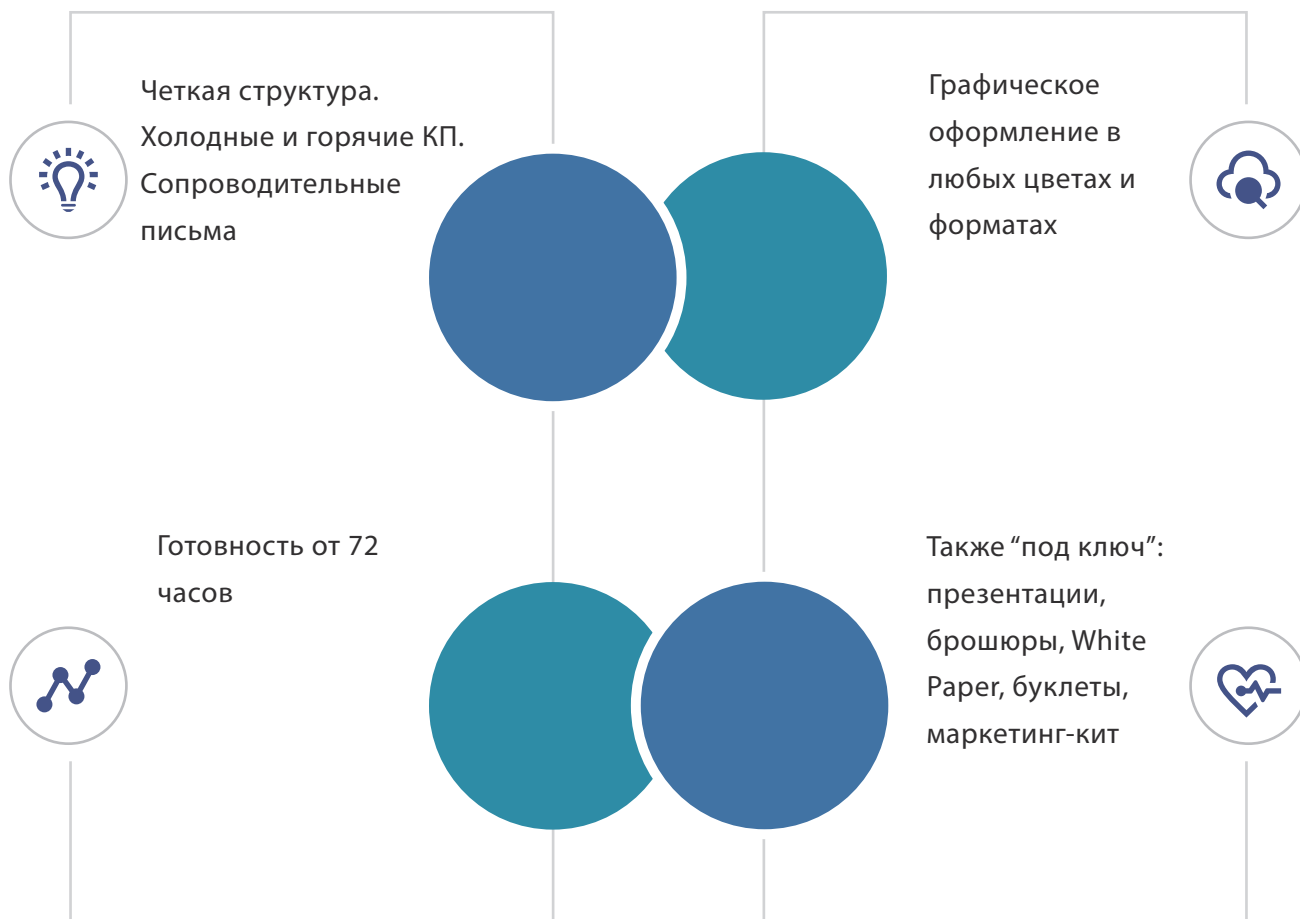 Четкая структура.
Холодные и горячие КП.
Сопроводительные
письма
Графическое
оформление в
любых цветах и
форматах
Готовность от 72
часов
Также “под ключ”:
презентации,
брошюры, White
Paper, буклеты,
маркетинг-кит